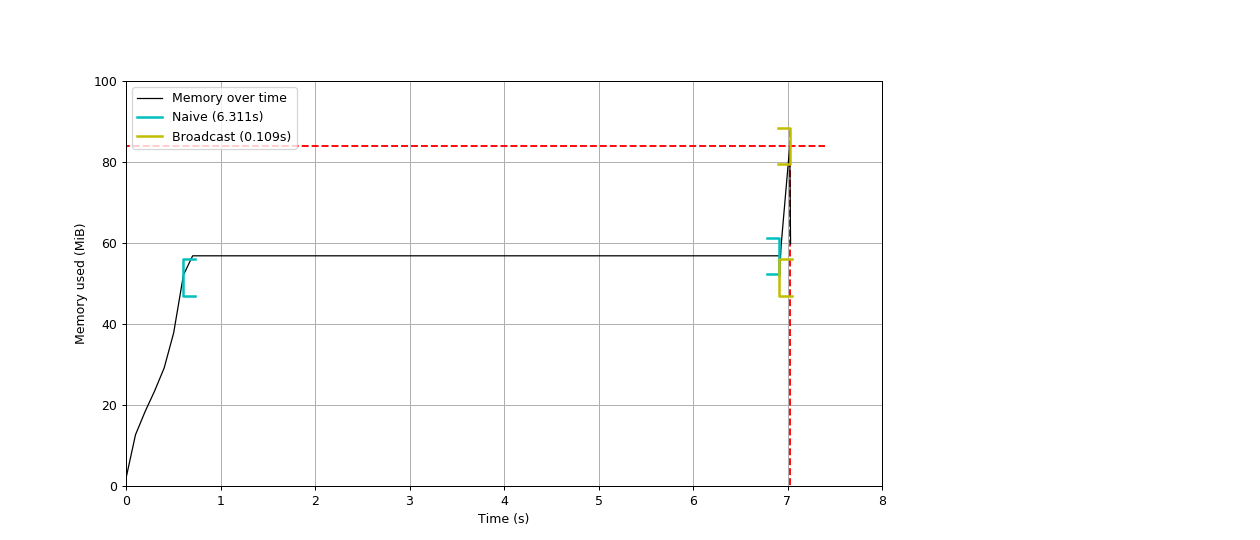 100
80
60
40
20
0
Memory used (MiB)
Memory over time
Naive (6.311s)
Broadcast (0.109s)
0 1 2 3 4 5 6 7 8
Time (s)